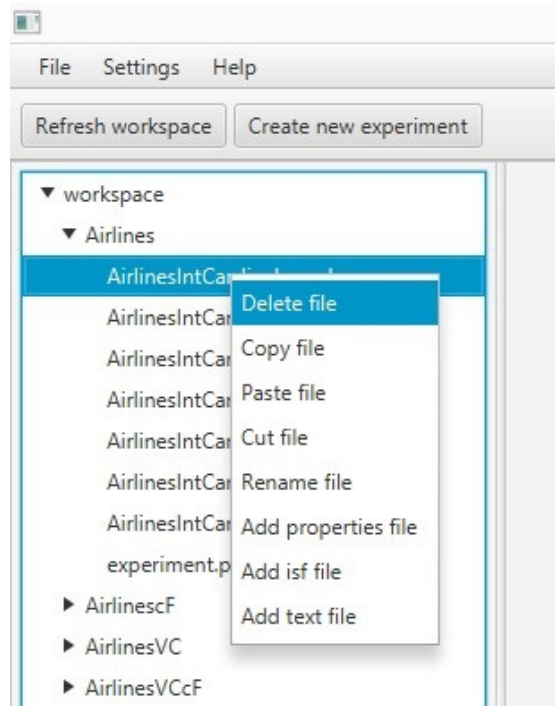 File Settings Help
Refresh workspace Create new experiment
workspace
Airlines
AirlinesIntCar
Delete file
AirlinesIntCar
Copy file
AirlinesIntCar
Paste file
AirlinesIntCar
Cut file
AirlinesIntCar
Rename file
AirlinesIntCar
Add properties file
AirlinesIntCar
experiment.p
Add isf file
AirlinescF
Add text file
AirlinesVC
AirlinesVCcF